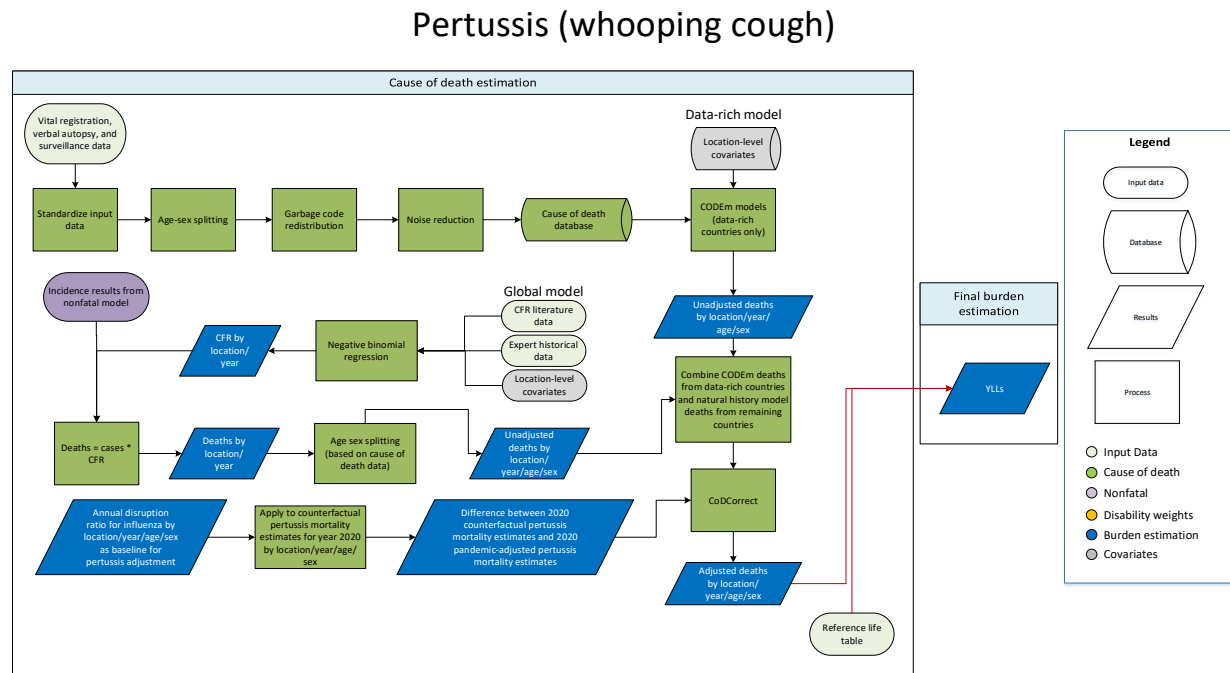 Pertussis (whooping cough)
Cause of death estimation
Vital registration,
verbal autopsy, and
surveillance data
Data-rich model
Location-level
covariates
Standardize input
data
Age-sex splitting
Garbage code
redistribution
Noise reduction
Cause of death
database
CODEm models
(data-rich
countries only)
Incidence results from
nonfatal model
Global model
CFR literature
data
Expert historical
data
Location-level
covariates
Negative binomial
regression
CFR by
location/
year
Unadjusted deaths
by location/year/
age/sex
Combine CODEm deaths
from data-rich countries
and natural history model
deaths from remaining
countries
Deaths = cases *
CFR
Deaths by
location/
year
Age sex splitting
(based on cause of
death data)
Unadjusted
deaths by
location/
year/age/sex
CoDCorrect
Annual disruption
ratio for influenza by
location/year/age/sex
as baseline for
pertussis adjustment
Apply to counterfactual
pertussis mortality
estimates for year 2020
by location/year/age/
sex
Difference between 2020
counterfactual pertussis
mortality estimates and 2020
pandemic-adjusted pertussis
mortality estimates
Adjusted deaths
by location/
year/age/sex
Reference life
table
Final burden
estimation
YLLs
Legend
Input data
Database
Results
Process
Input Data
Cause of death
Nonfatal
Disability weights
Burden estimation
Covariates